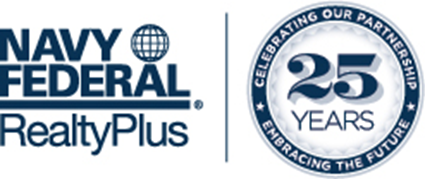 NAVY
FEDERAL®
RealtyPlus
CELEBRATING OUR PARTNERSHIP
25
YEARS
EMBRACING THE FUTURE